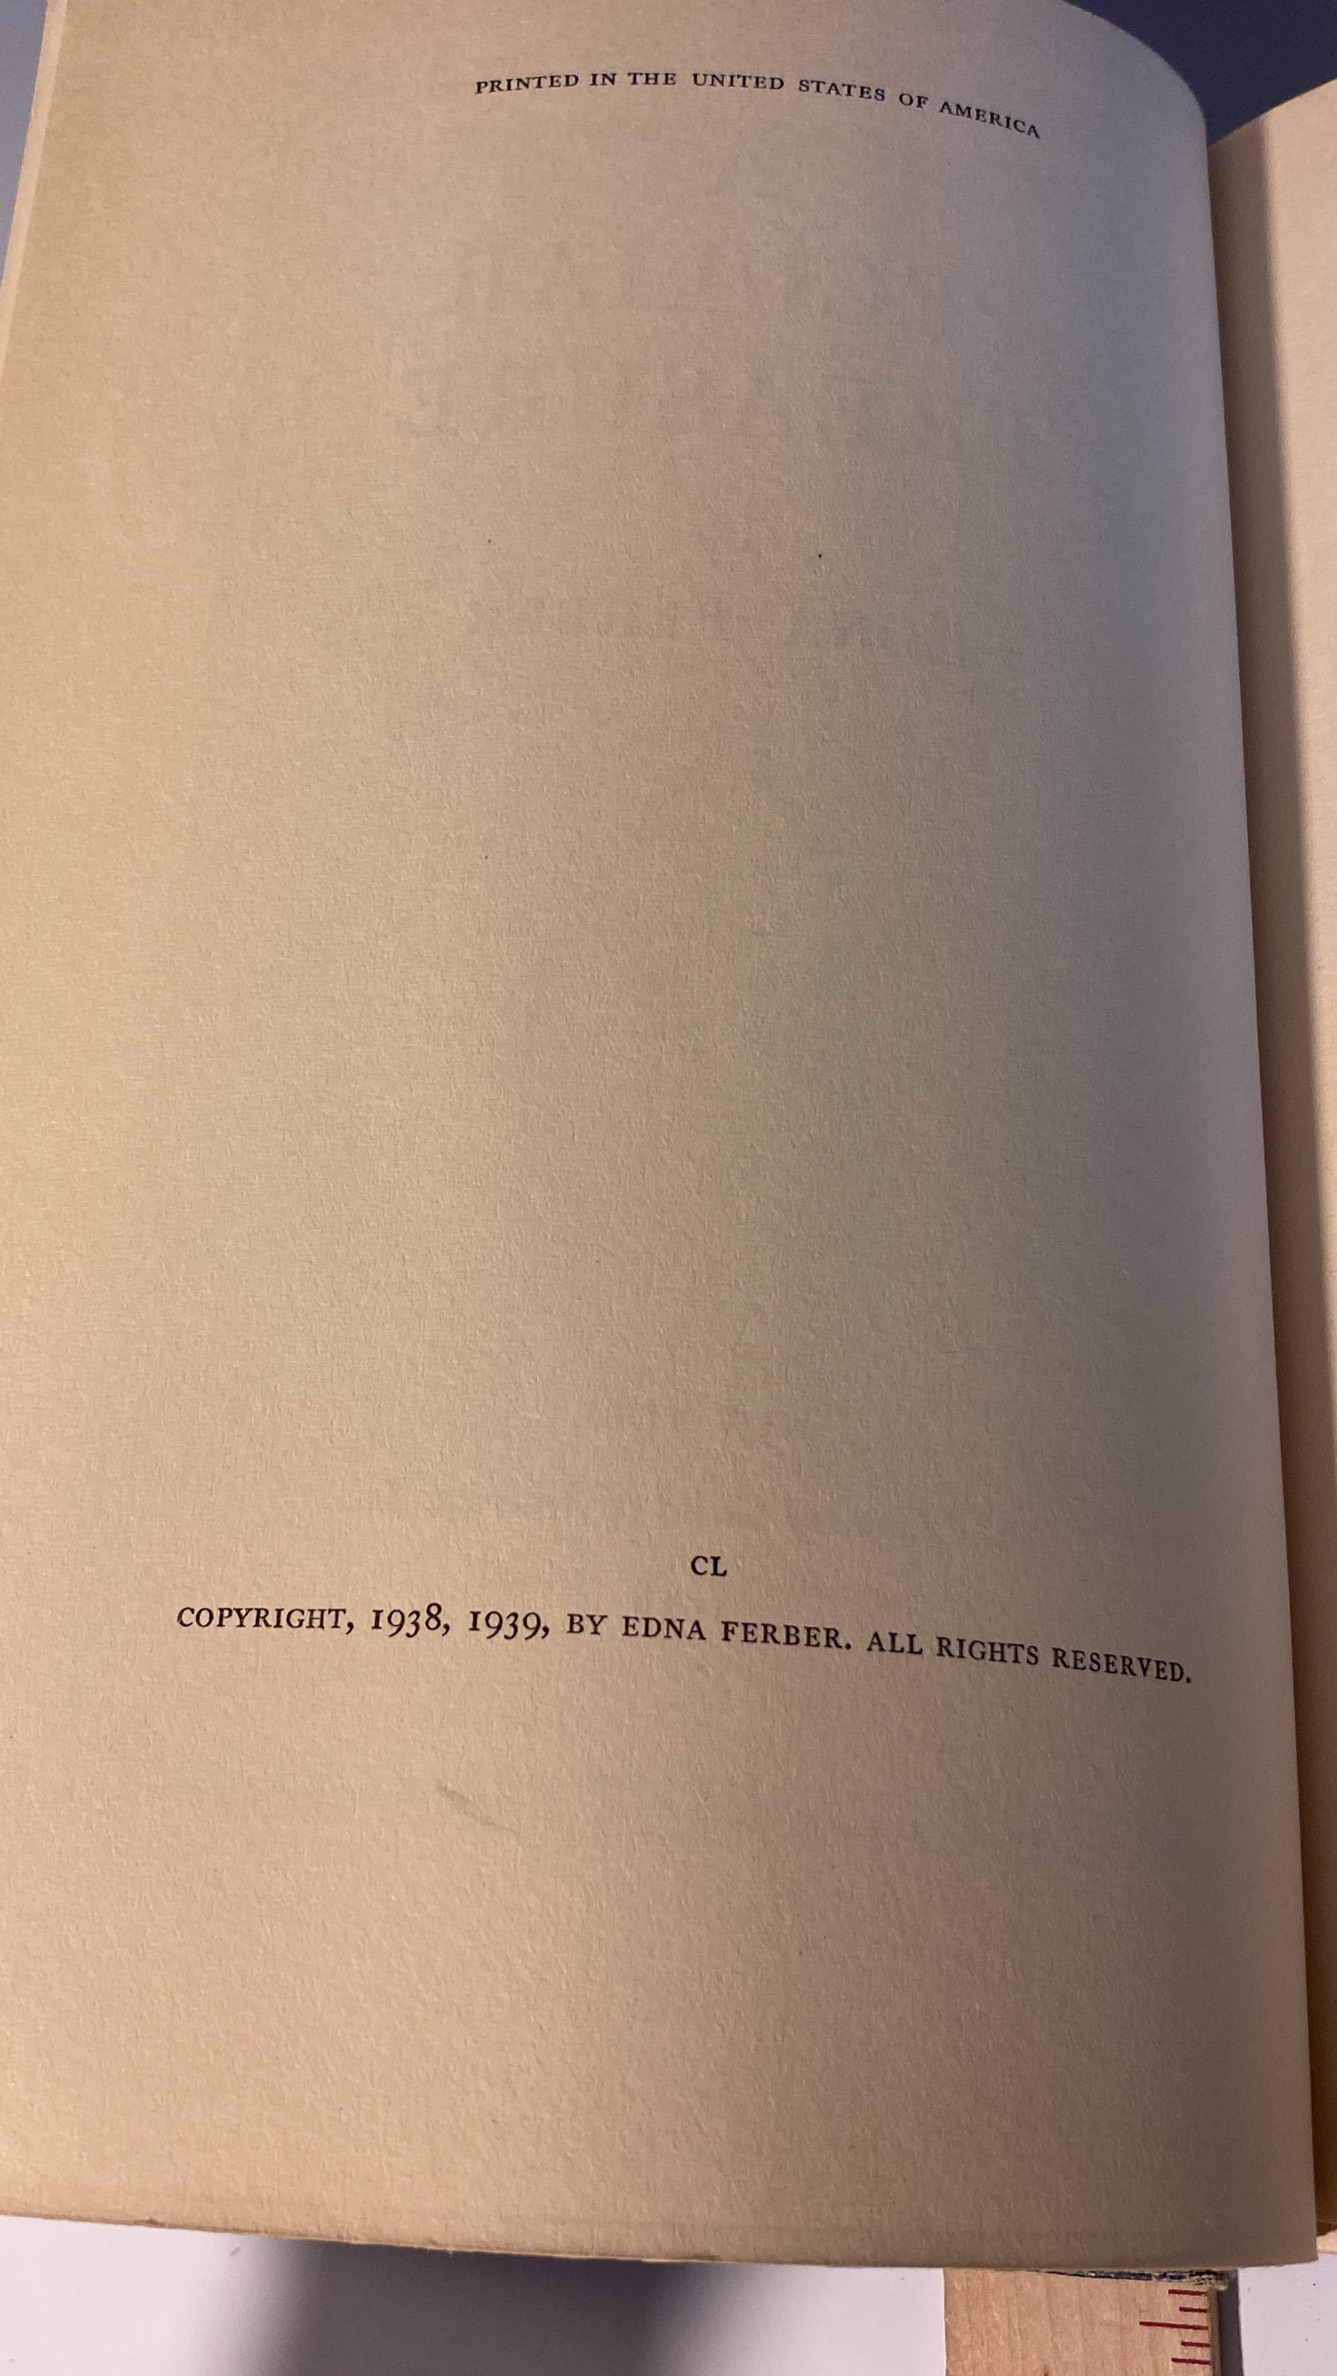 PRINTED IN THE UNITED STATES OF AMERICA
CL
COPYRIGHT, 1938, 1939, BY EDNA FERBER. ALL RIGHTS RESERVED.